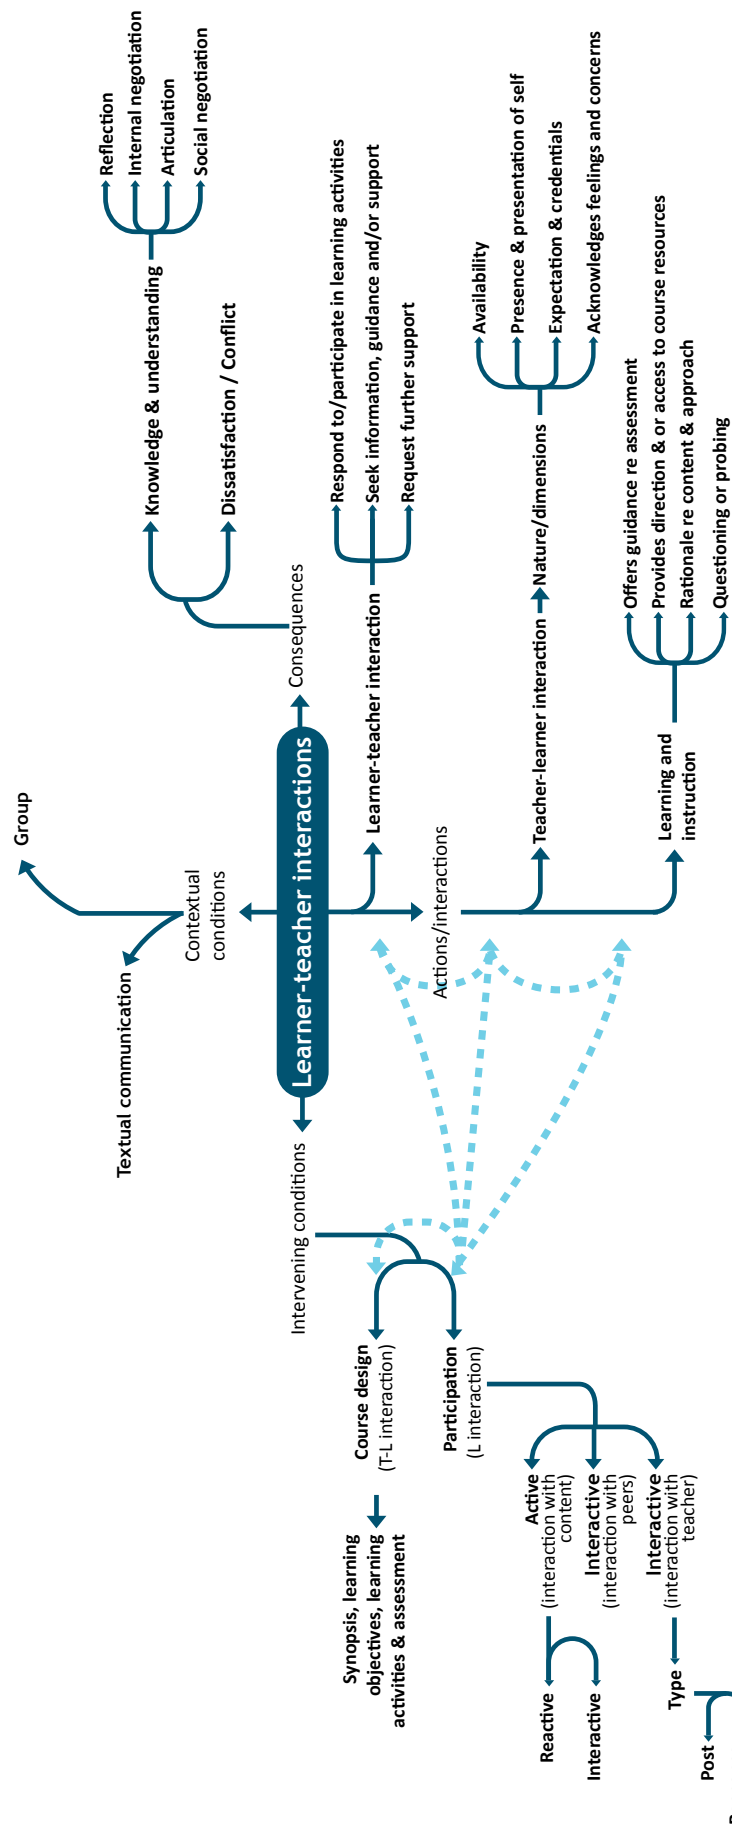 Group
Textual communication
Contextual
conditions
Learner-teacher interactions
Consequences
Knowledge & understanding
Reflection
Internal negotiation
Articulation
Social negotiation
Dissatisfaction / Conflict
Intervening conditions
Course design
(T-L interaction)
Synopsis, learning
objectives, learning
activities & assessment
Participation
(L interaction)
Active
(interaction with
content)
Reactive
Interactive
Interactive
(interaction with
peers)
Interactive
(interaction with
teacher)
Type
Post
Actions/interactions
Learner-teacher interaction
Respond to/participate in learning activities
Seek information, guidance and/or support
Request further support
Teacher-learner interaction
Nature/dimensions
Availability
Presence & presentation of self
Expectation & credentials
Acknowledges feelings and concerns
Learning and
instruction
Offers guidance re assessment
Provides direction & or access to course resources
Rationale re content & approach
Questioning or probing